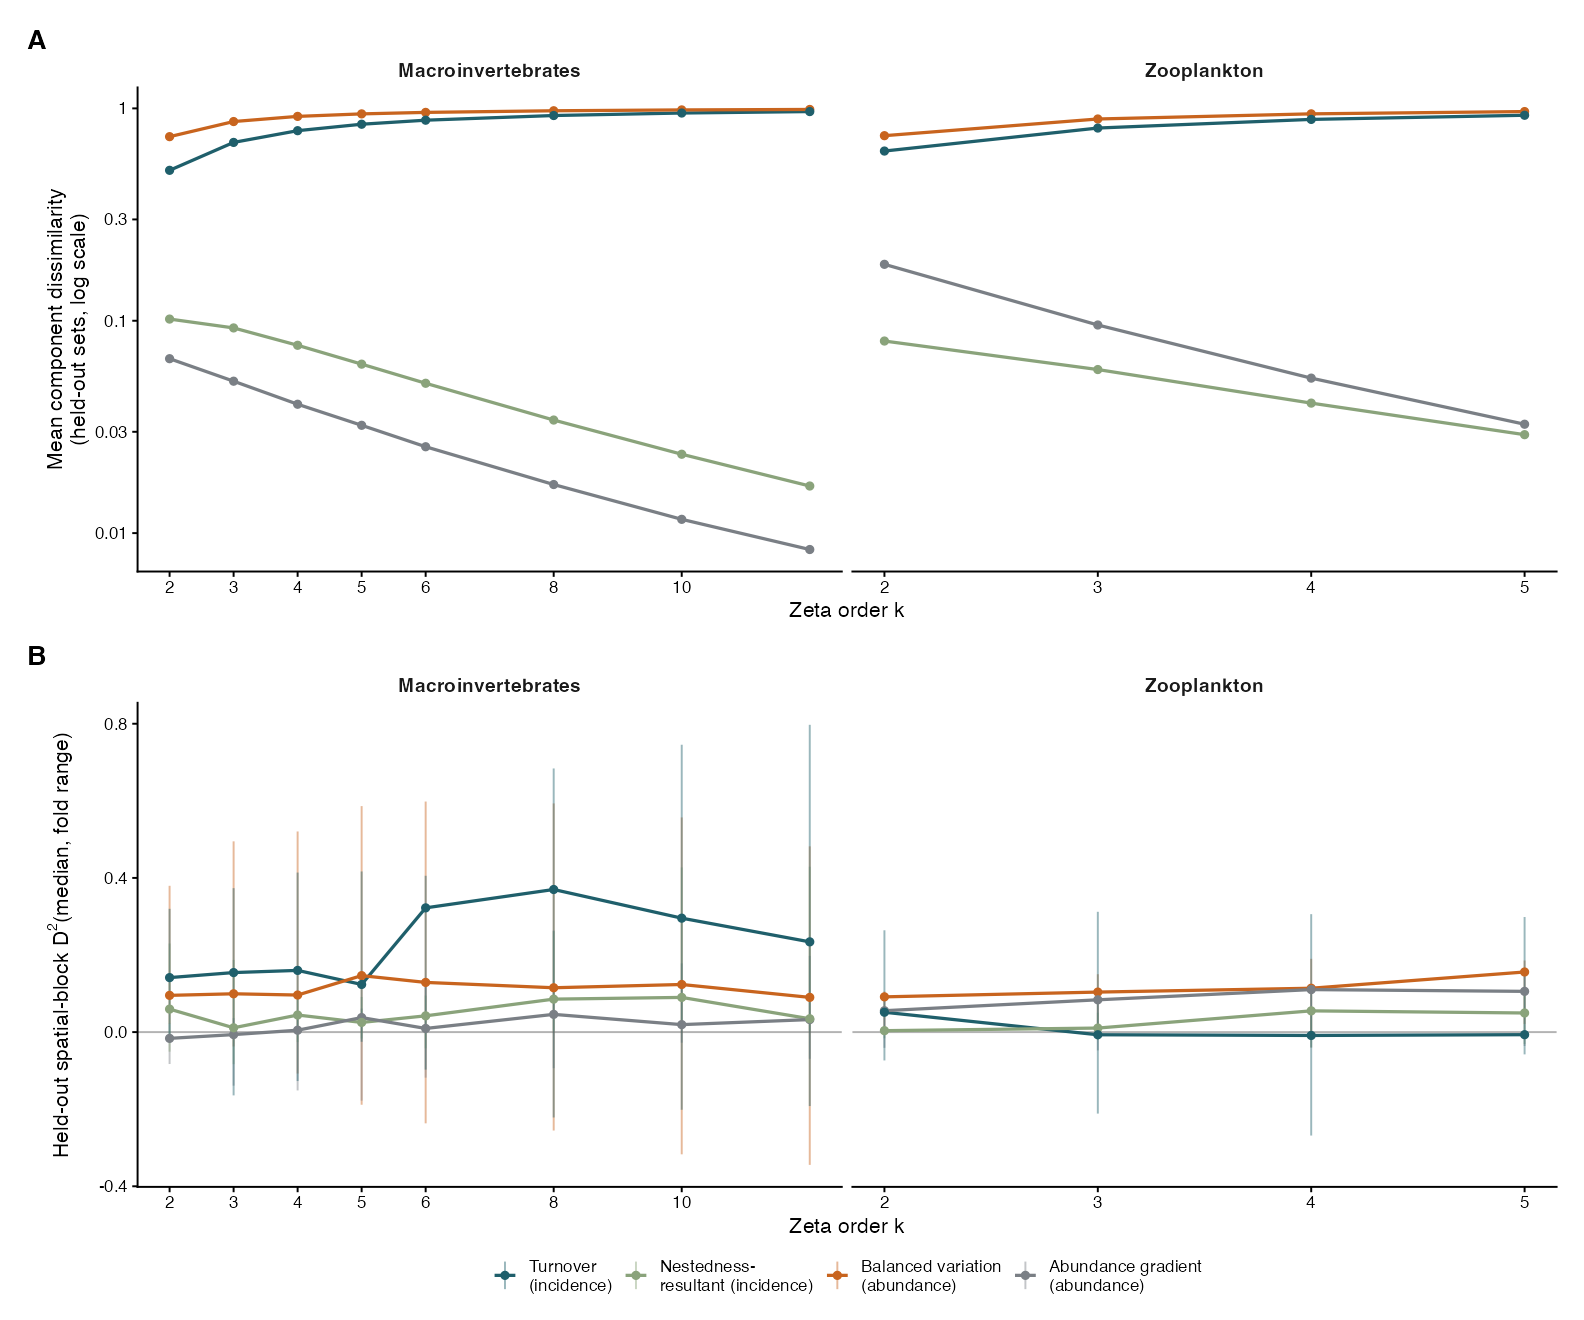 A
Macroinvertebrates
Zooplankton
Mean component dissimilarity
(held-out sets, log scale)
1
0.3
0.1
0.03
0.01
2 3 4 5 6 8 10
2 3 4 5
Zeta order k
B
Macroinvertebrates
Zooplankton
Held-out spatial-block D²(median, fold range)
0.8
0.4
0.0
-0.4
2 3 4 5 6 8 10
2 3 4 5
Zeta order k
Turnover
(incidence)
Nestedness-
resultant (incidence)
Balanced variation
(abundance)
Abundance gradient
(abundance)